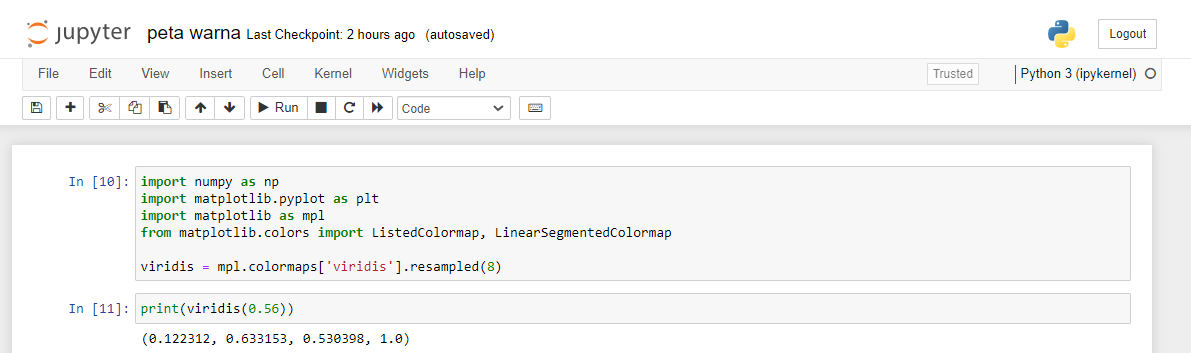 jupyter peta warna Last Checkpoint: 2 hours ago (autosaved) Logout
File Edit View Insert Cell Kernel Widgets Help Trusted Python 3 (ipykernel)
Run Code
In [10]: import numpy as np
import matplotlib.pyplot as plt
import matplotlib as mpl
from matplotlib.colors import ListedColormap, LinearSegmentedColormap
viridis = mpl.colormaps['viridis'].resampled(8)
In [11]: print(viridis(0.56))
(0.122312, 0.633153, 0.530398, 1.0)